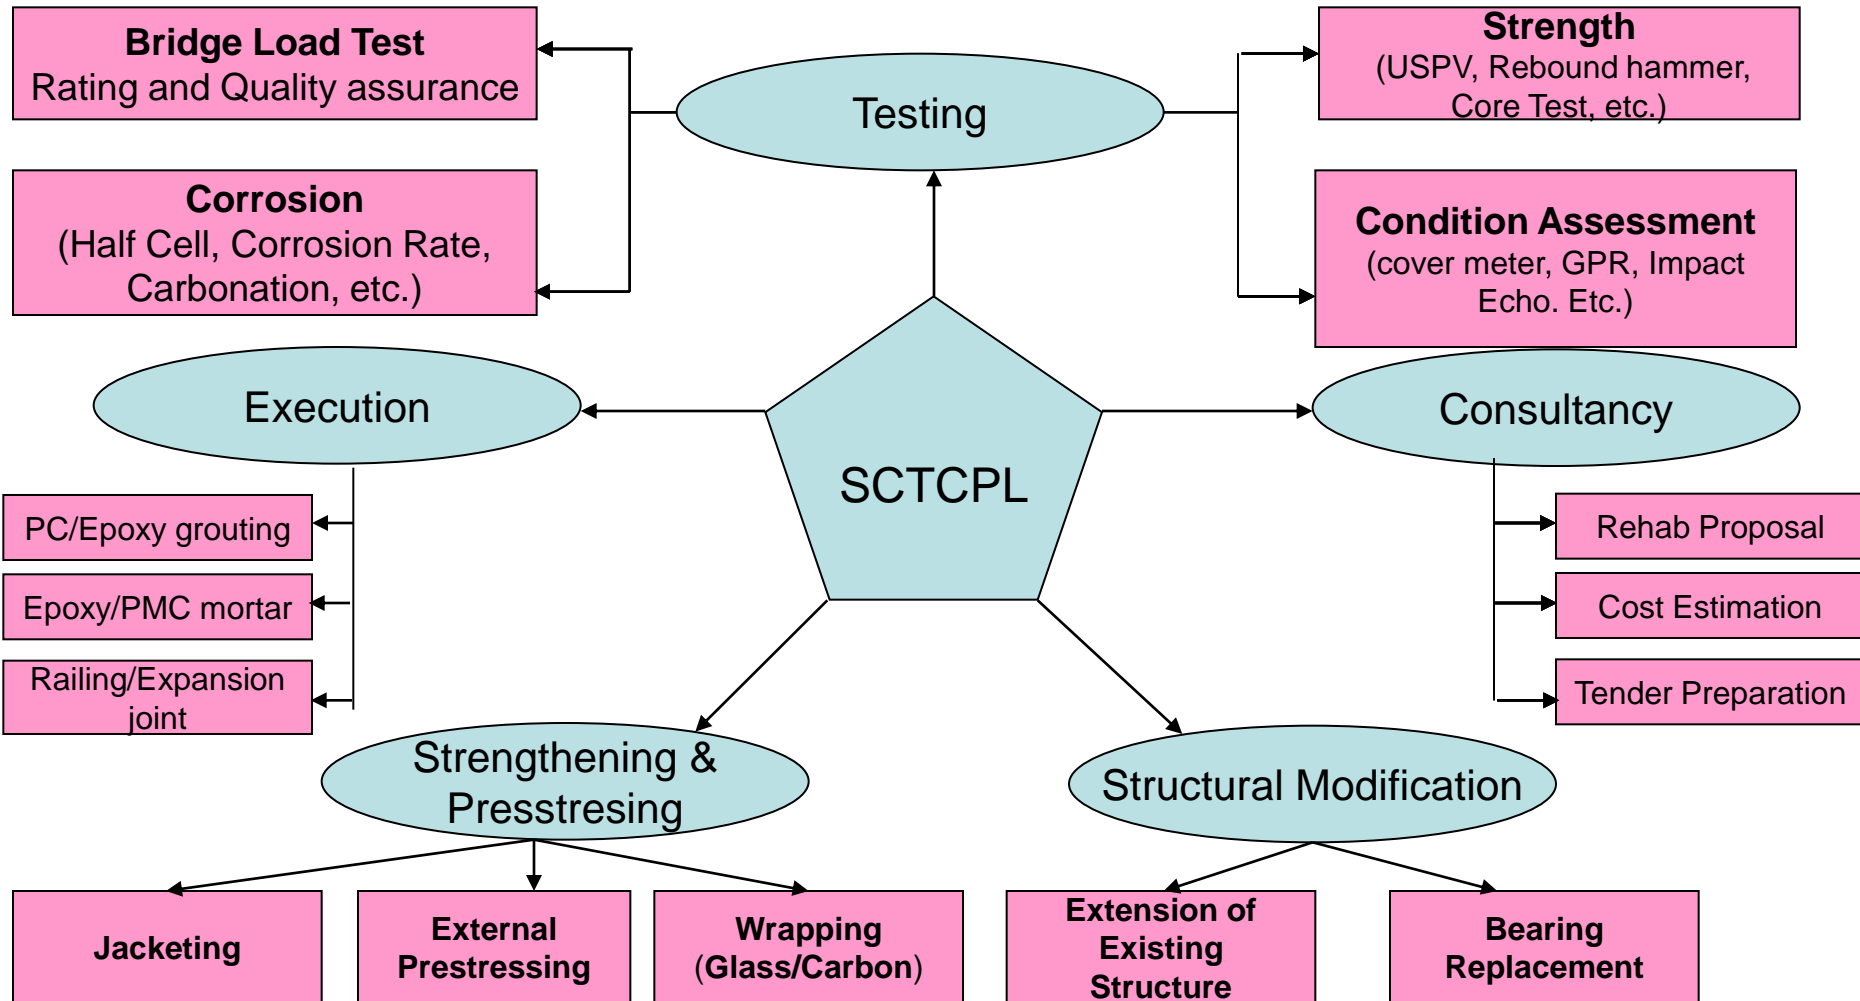 Bridge Load Test
Rating and Quality assurance
Testing
Strength
(USPV, Rebound hammer,
Core Test, etc.)
Corrosion
(Half Cell, Corrosion Rate,
Carbonation, etc.)
Condition Assessment
(cover meter, GPR, Impact
Echo. Etc.)
Execution
SCTCPL
Consultancy
PC/Epoxy grouting
Epoxy/PMC mortar
Railing/Expansion
joint
Rehab Proposal
Cost Estimation
Tender Preparation
Strengthening &
Presstresing
Structural Modification
Jacketing
External
Prestressing
Wrapping
(Glass/Carbon)
Extension of
Existing
Structure
Bearing
Replacement